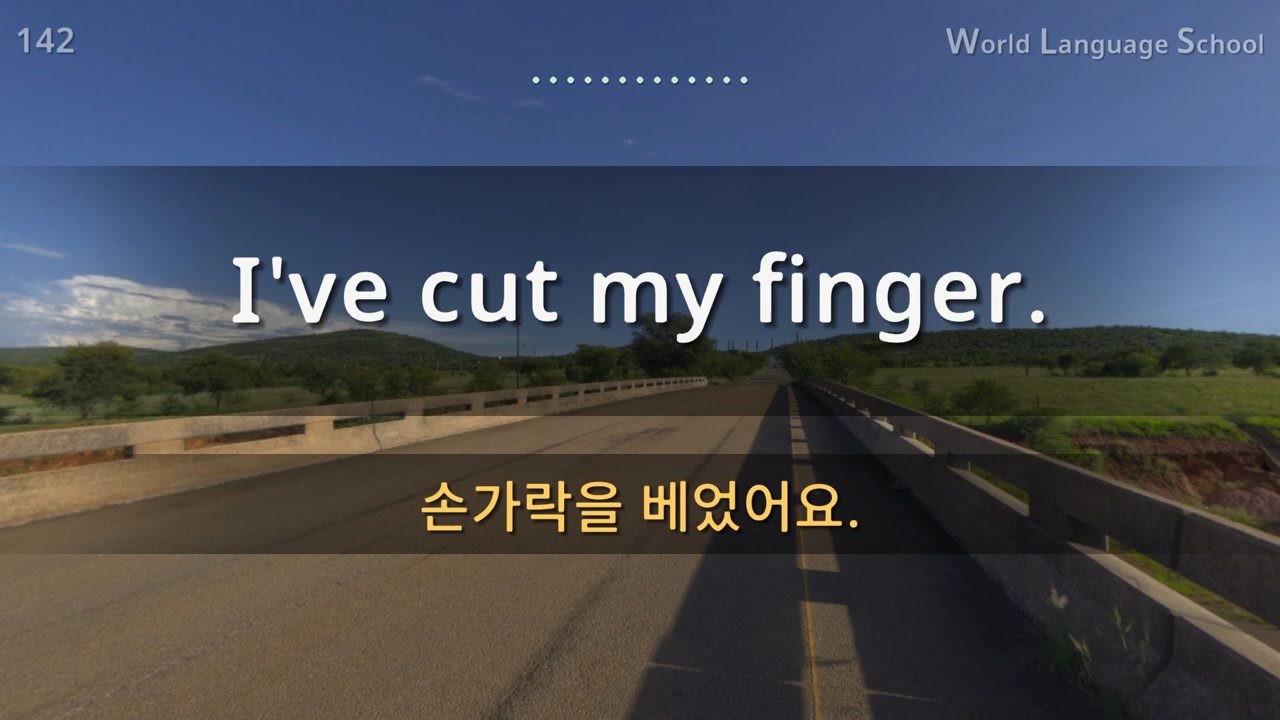 142
World Language School
I've cut my finger.
손가락을 베었어요.